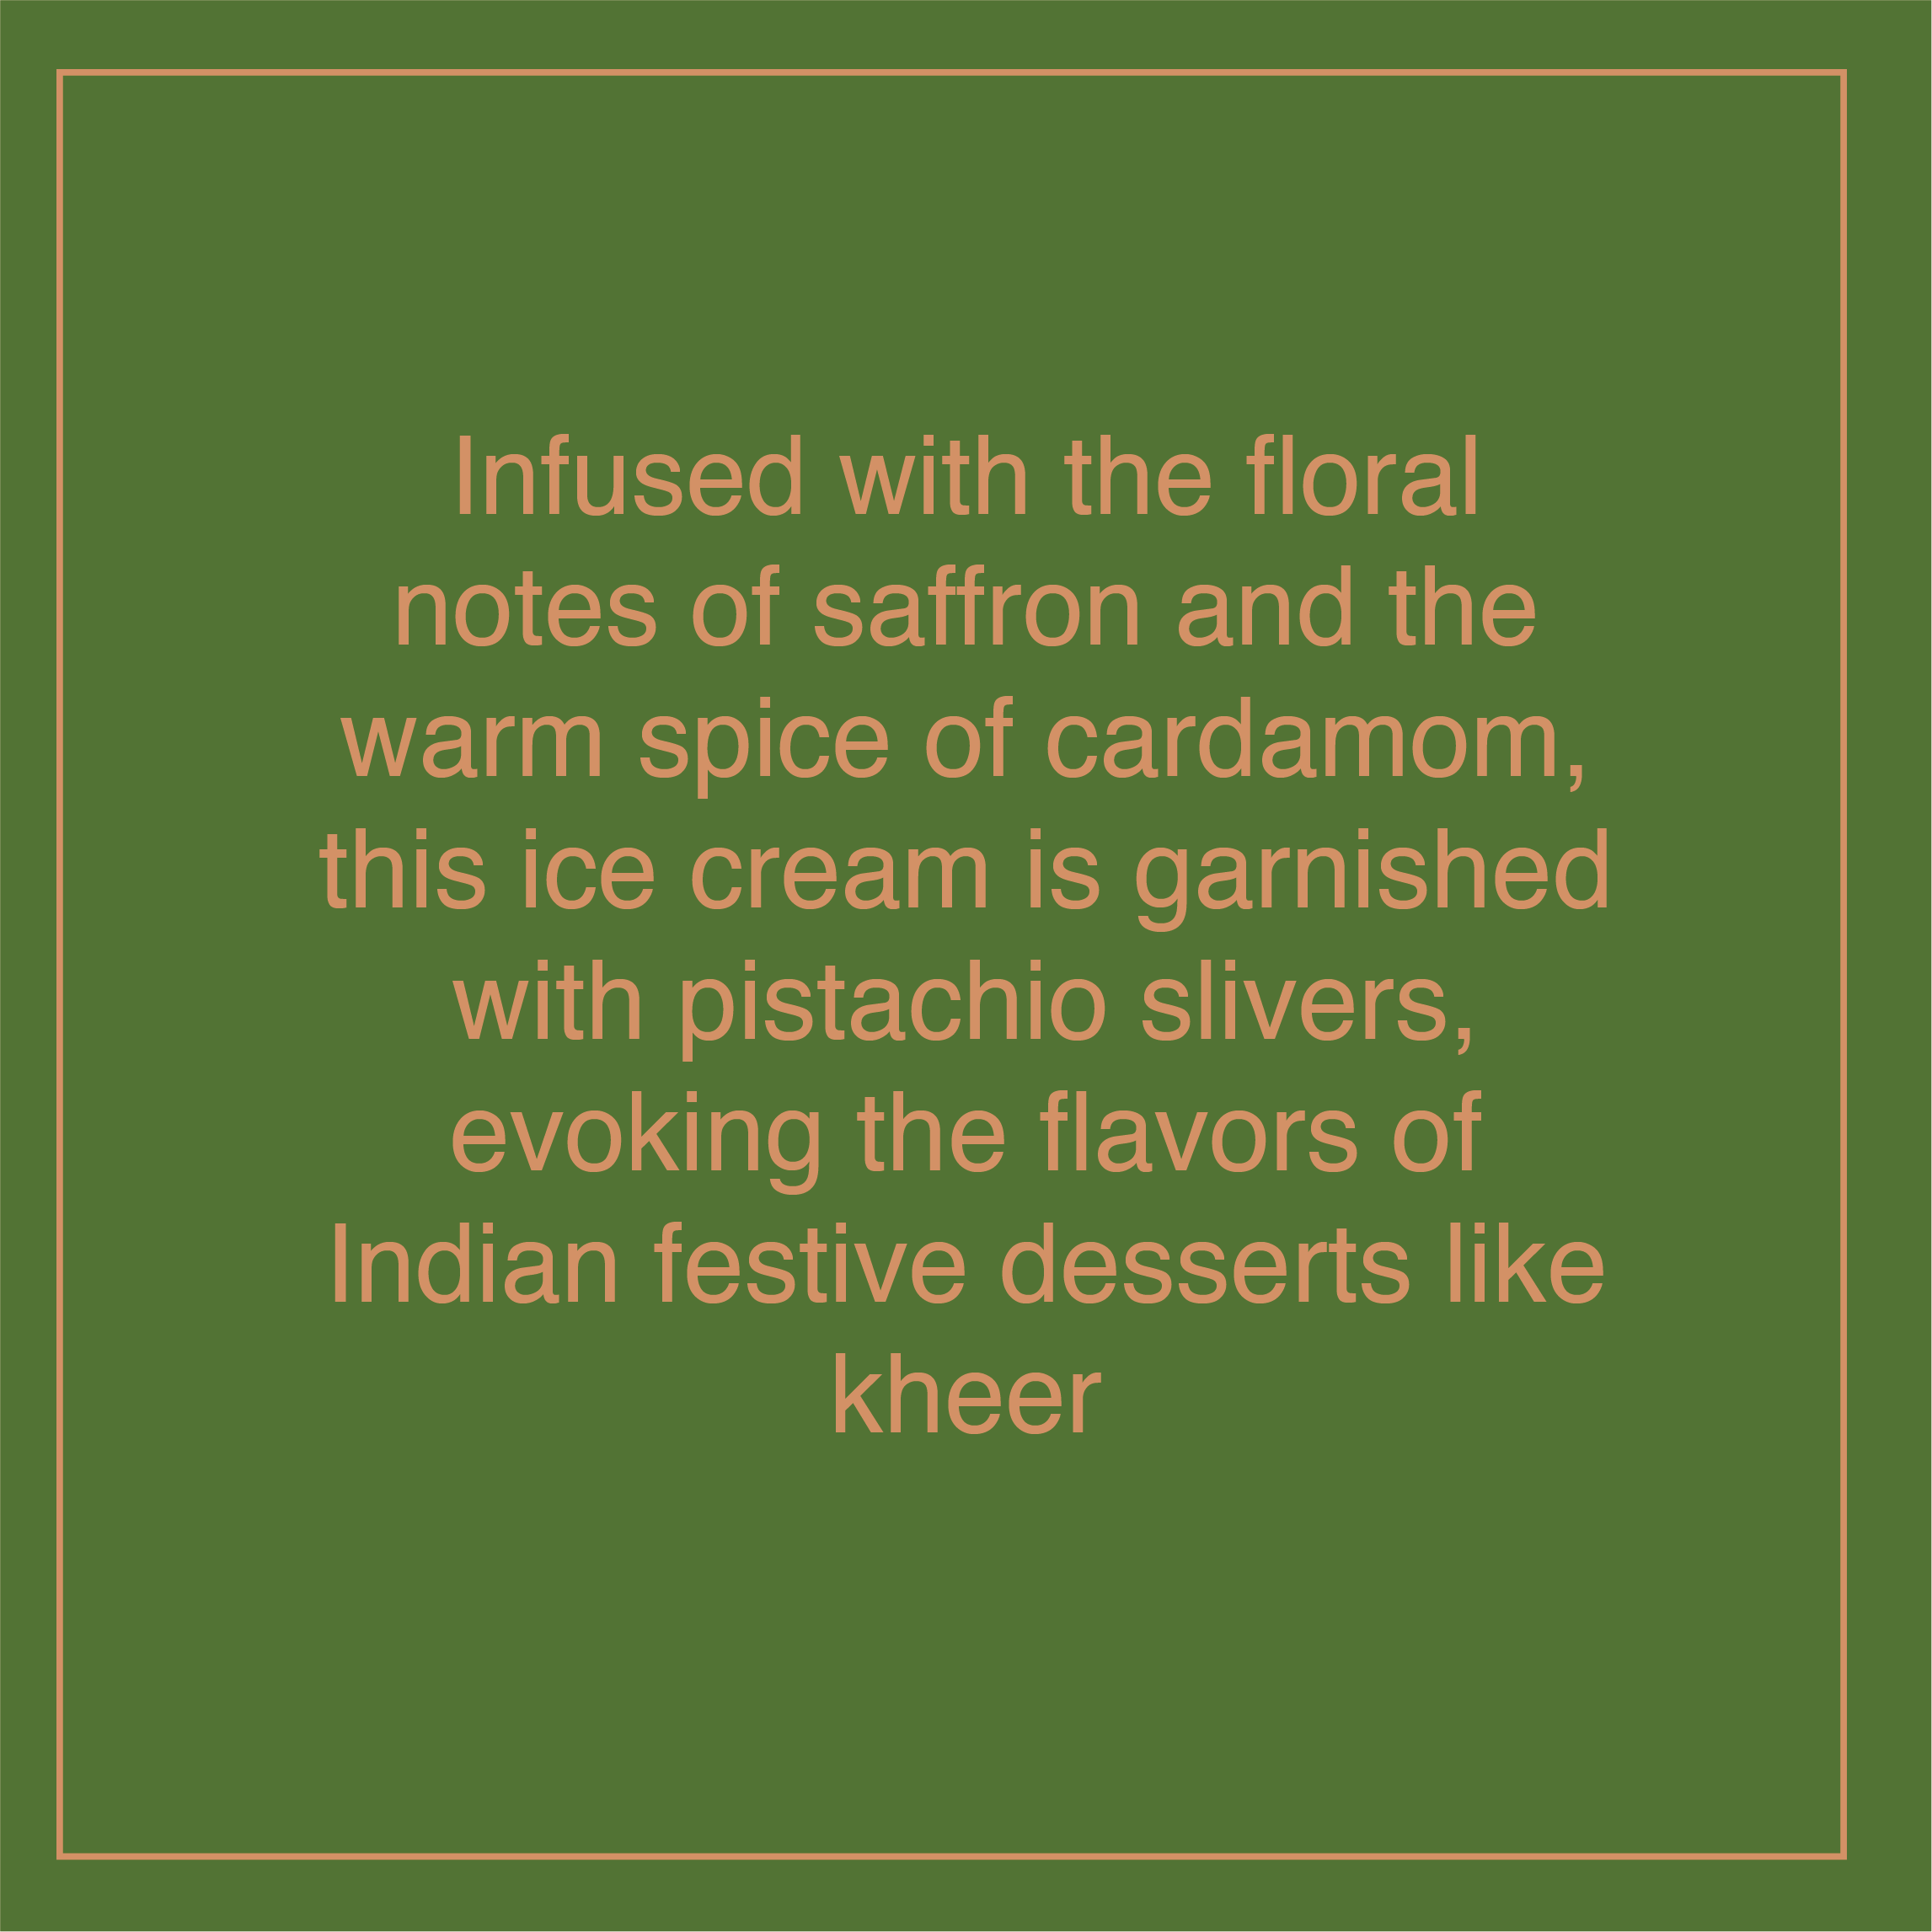 Infused with the floral
notes of saffron and the
warm spice of cardamom,
this ice cream is garnished
with pistachio slivers,
evoking the flavors of
Indian festive desserts like
kheer